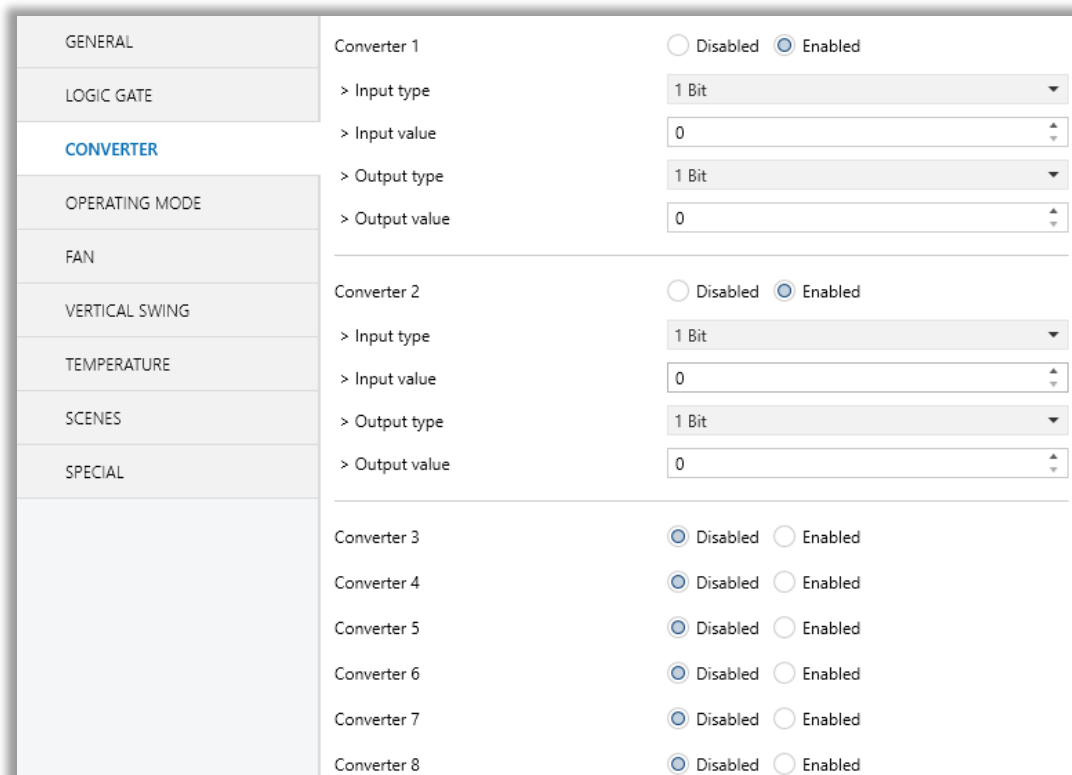 GENERAL
LOGIC GATE
CONVERTER
OPERATING MODE
FAN
VERTICAL SWING
TEMPERATURE
SCENES
SPECIAL
Converter 1 Disabled Enabled
> Input type 1 Bit
> Input value 0
> Output type 1 Bit
> Output value 0
Converter 2 Disabled Enabled
> Input type 1 Bit
> Input value 0
> Output type 1 Bit
> Output value 0
Converter 3 Disabled Enabled
Converter 4 Disabled Enabled
Converter 5 Disabled Enabled
Converter 6 Disabled Enabled
Converter 7 Disabled Enabled
Converter 8 Disabled Enabled